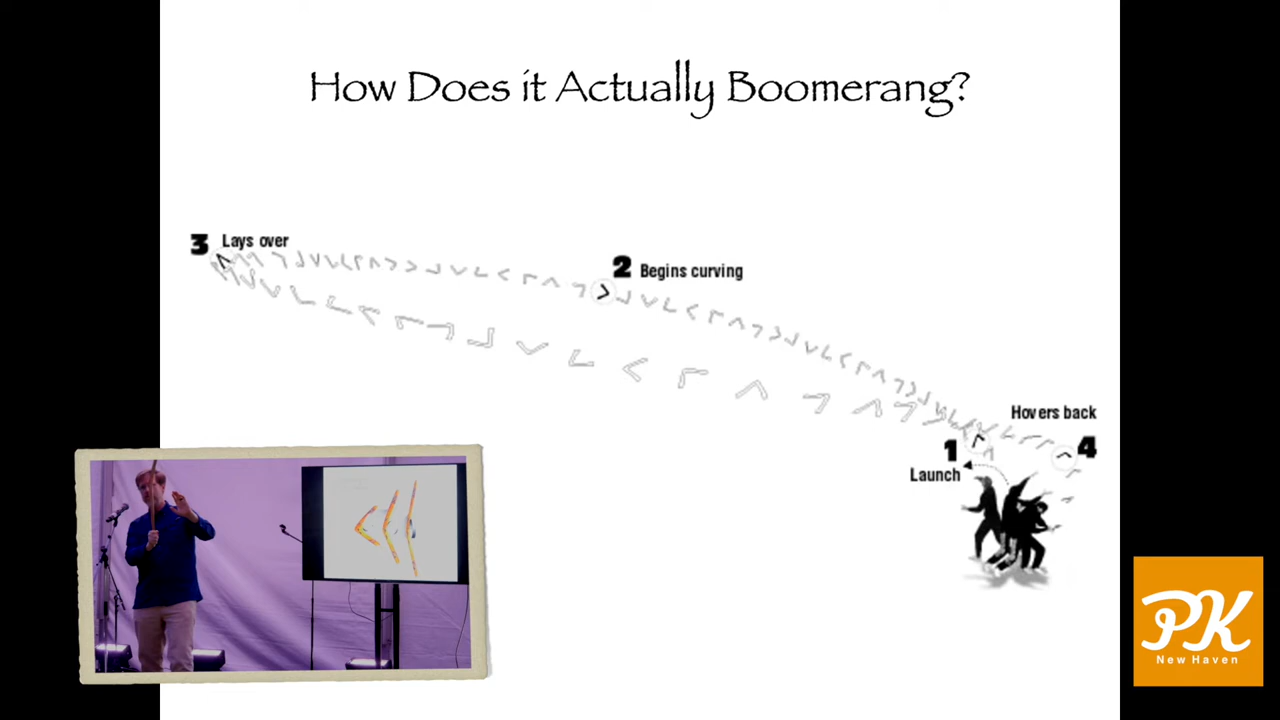 How Does it Actually Boomerang?
3 Lays over
2 Begins curving
Hovers back
1
4
Launch
PK
New Haven